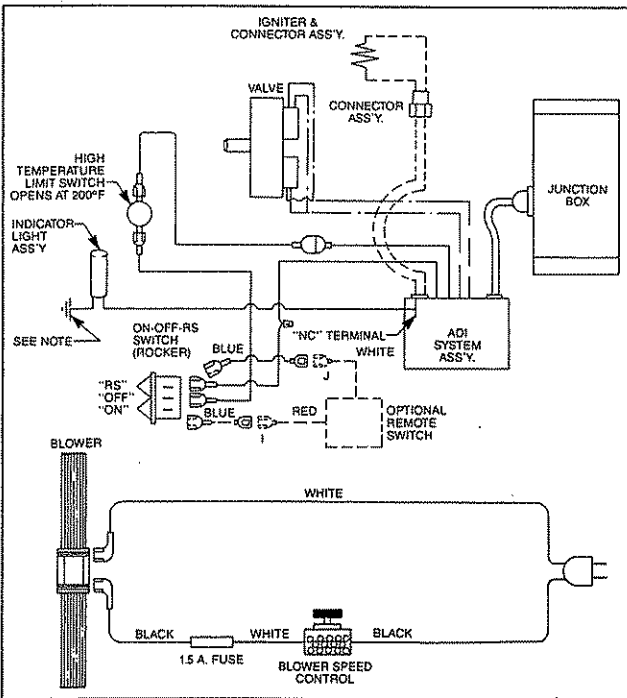 IGNITER &
CONNECTOR ASS'Y.
VALVE
CONNECTOR
ASS'Y.
HIGH
TEMPERATURE
LIMIT SWITCH
OPENS AT 200°F
JUNCTION
BOX
INDICATOR
LIGHT
ASS'Y
SEE NOTE
ON-OFF-RS
SWITCH
(ROCKER)
"NC" TERMINAL
WHITE
ADI
SYSTEM
ASS'Y.
BLUE
J
"RS"
"OFF"
"ON"
BLUE
I
RED
OPTIONAL
REMOTE
SWITCH
BLOWER
WHITE
BLACK
WHITE
BLACK
1.5 A. FUSE
BLOWER SPEED
CONTROL